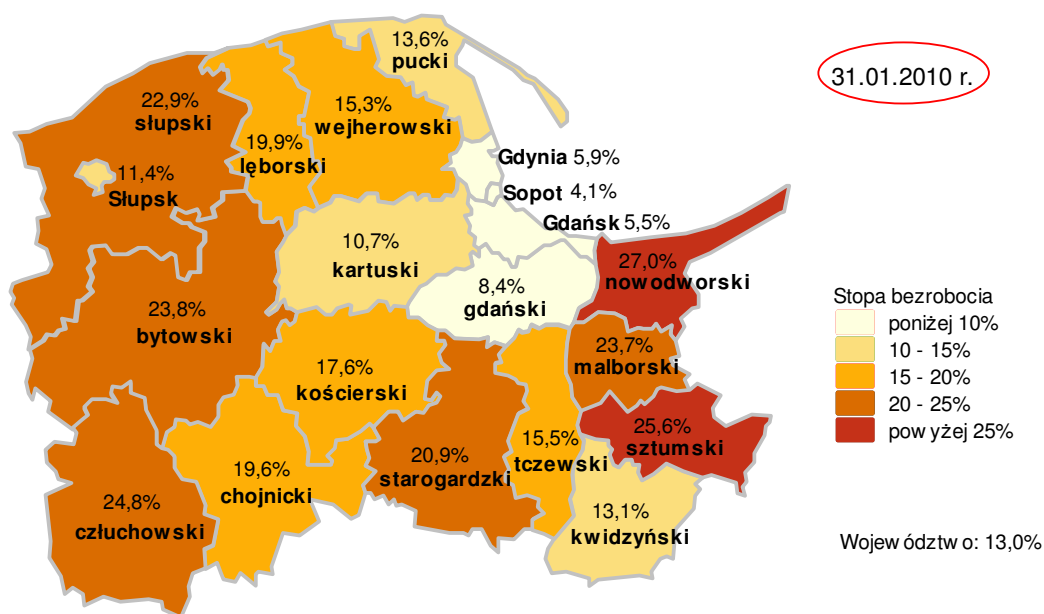 13,6%
pucki
31.01.2010 r.
22,9%
słupski
15,3%
wejherowski
19,9%
lęborski
Gdynia 5,9%
11,4%
Słupsk
Sopot 4,1%
Gdańsk 5,5%
10,7%
kartuski
27,0%
nowodworski
8,4%
gdański
23,8%
bytowski
Stopa bezrobocia
poniżej 10%
10 - 15%
15 - 20%
20 - 25%
powyżej 25%
23,7%
malborski
17,6%
kościerski
25,6%
sztumski
15,5%
tczewski
20,9%
starogardzki
19,6%
chojnicki
24,8%
człuchowski
13,1%
kwidzyński
Województwo: 13,0%